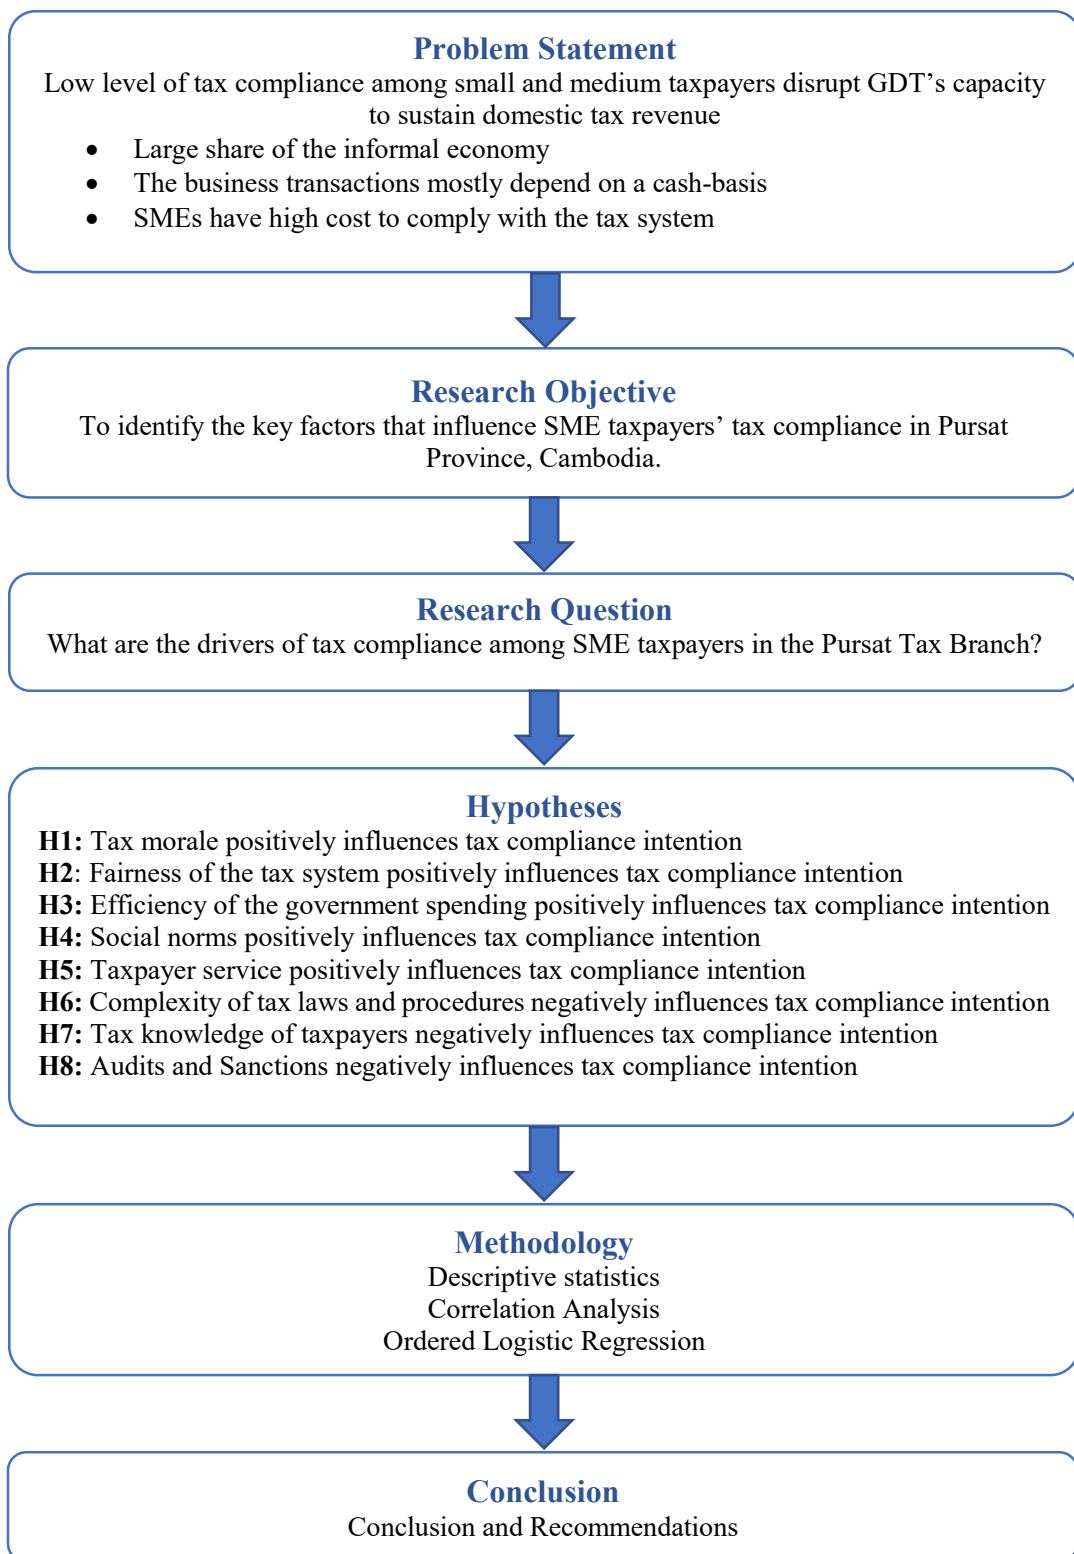 Problem Statement
Low level of tax compliance among small and medium taxpayers disrupt GDT’s capacity
to sustain domestic tax revenue
• Large share of the informal economy
• The business transactions mostly depend on a cash-basis
• SMEs have high cost to comply with the tax system
Research Objective
To identify the key factors that influence SME taxpayers’ tax compliance in Pursat
Province, Cambodia.
Research Question
What are the drivers of tax compliance among SME taxpayers in the Pursat Tax Branch?
Hypotheses
H1: Tax morale positively influences tax compliance intention
H2: Fairness of the tax system positively influences tax compliance intention
H3: Efficiency of the government spending positively influences tax compliance intention
H4: Social norms positively influences tax compliance intention
H5: Taxpayer service positively influences tax compliance intention
H6: Complexity of tax laws and procedures negatively influences tax compliance intention
H7: Tax knowledge of taxpayers negatively influences tax compliance intention
H8: Audits and Sanctions negatively influences tax compliance intention
Methodology
Descriptive statistics
Correlation Analysis
Ordered Logistic Regression
Conclusion
Conclusion and Recommendations